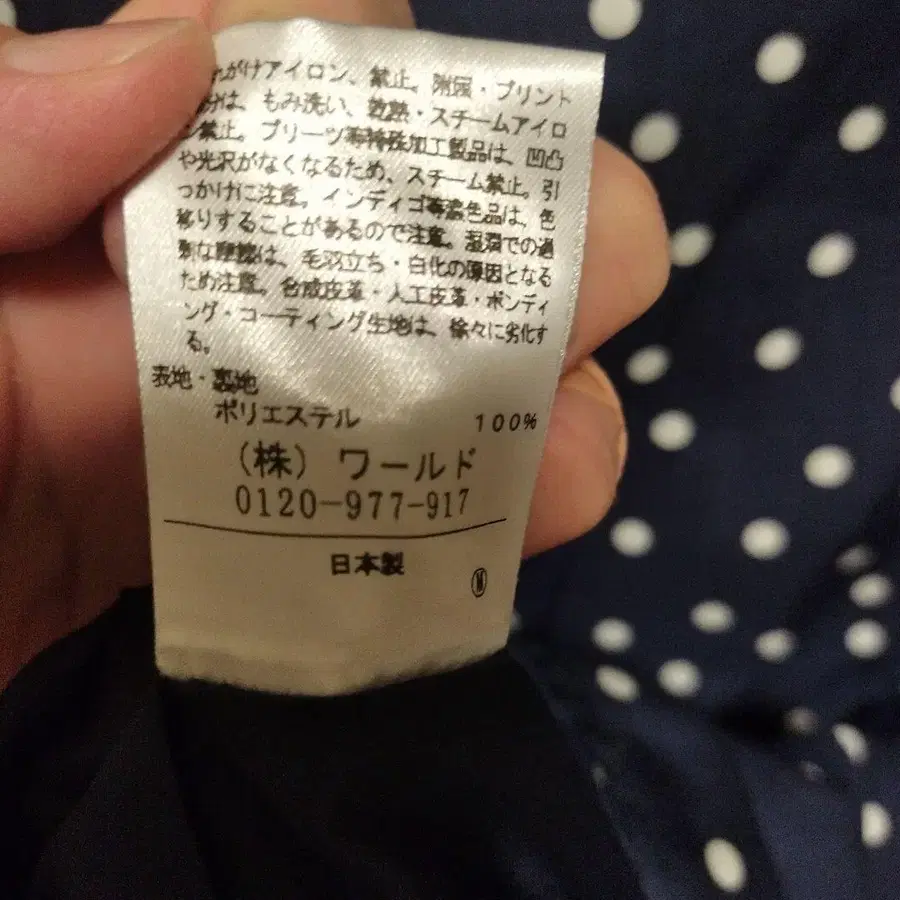 れがけアイロン、禁止。附属・プリント
部分は、もみ洗い、乾熱・スチームアイロ
ン禁止。プリーツ等特殊加工製品は、凹凸
や光沢がなくなるため、スチーム禁止。引
っかけに注意。インディゴ等濃色品は、色
移りすることがあるので注意。湿潤での過
剰な摩擦は、毛羽立ち・白化の原因となる
ため注意。合成皮革・人工皮革・ボンディ
ング・コーティング生地は、徐々に劣化す
る。
表地・裏地
ポリエステル 100%
(株) ワールド
0120-977-917
日本製
Ⓜ